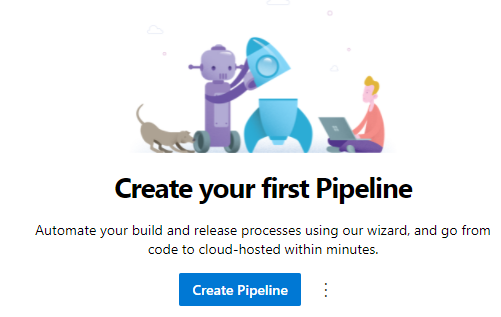 Create your first Pipeline
Automate your build and release processes using our wizard, and go from
code to cloud-hosted within minutes.
Create Pipeline